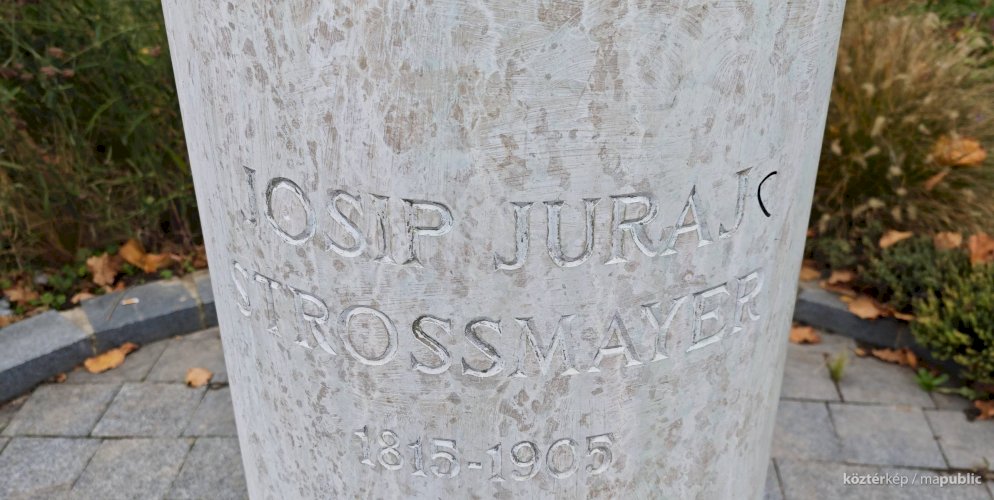 JOSIP JURAJ
STROSSMAYER
1815-1905
köztérkép / mapublic